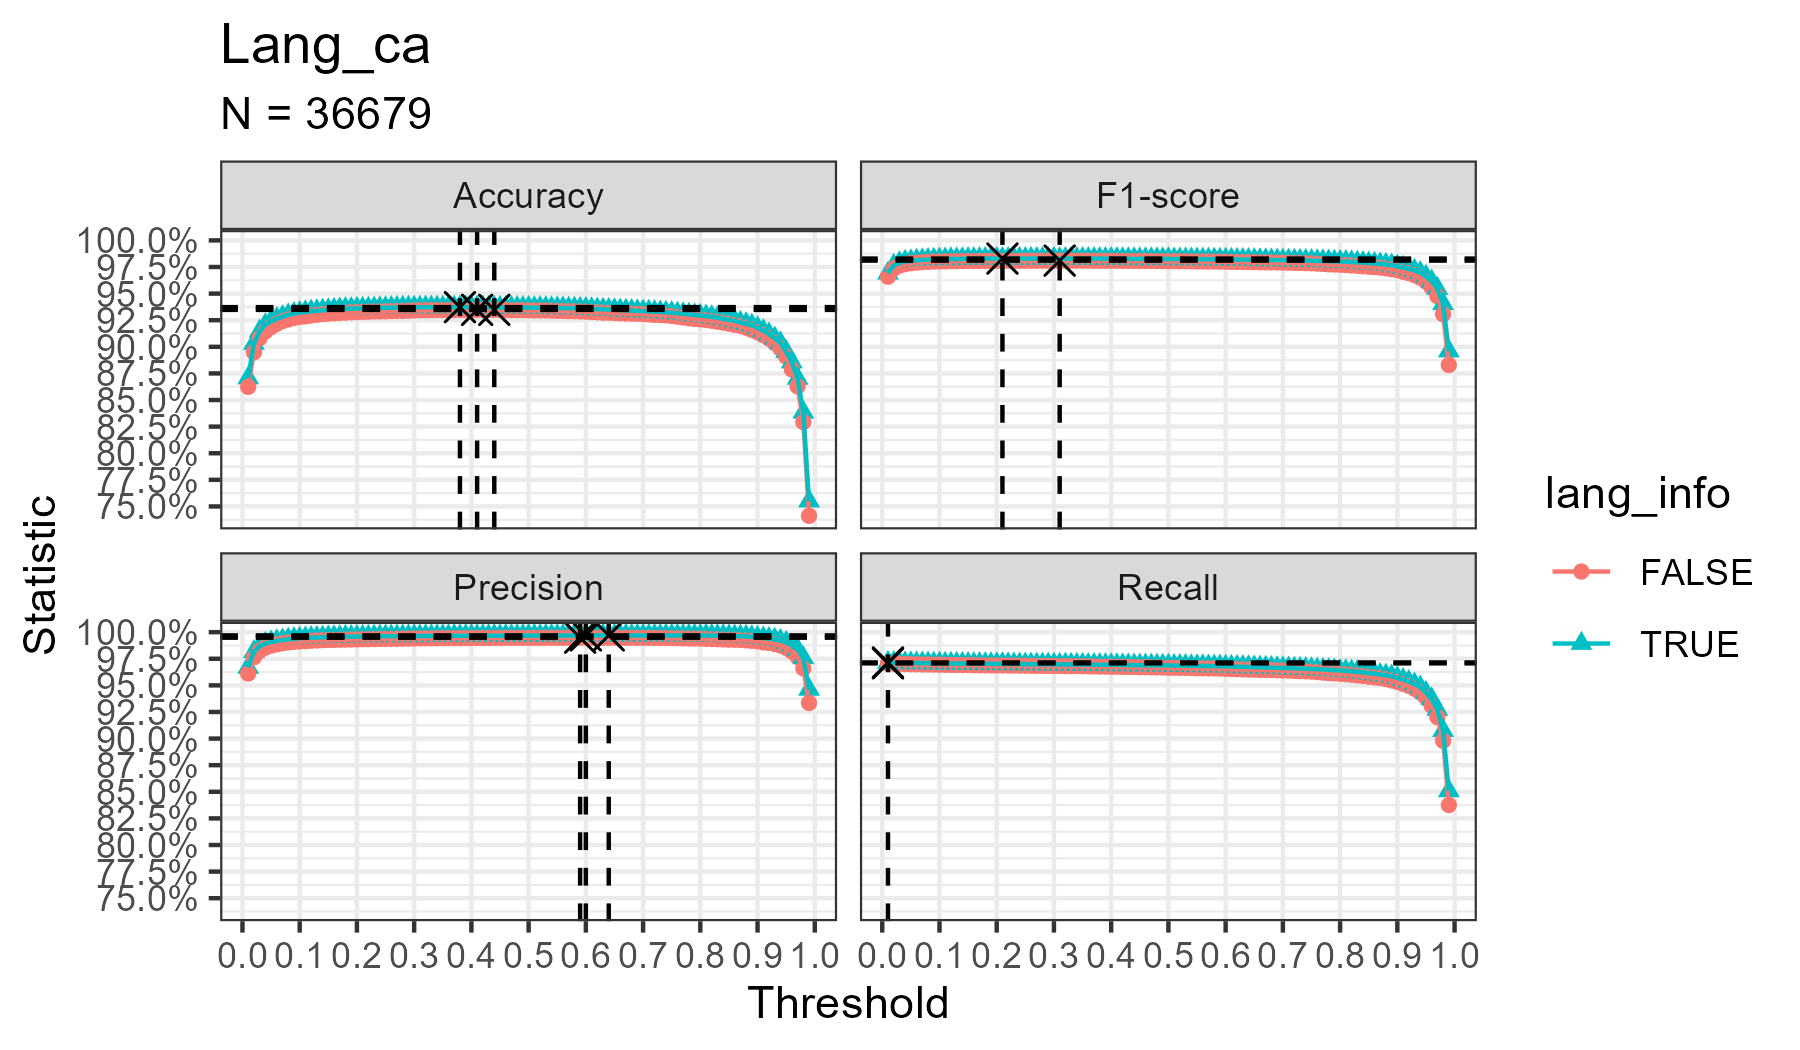 Lang_ca
N = 36679
Accuracy
F1-score
100.0%
97.5%
95.0%
92.5%
90.0%
87.5%
85.0%
82.5%
80.0%
77.5%
75.0%
Precision
Recall
100.0%
97.5%
95.0%
92.5%
90.0%
87.5%
85.0%
82.5%
80.0%
77.5%
75.0%
0.0 0.1 0.2 0.3 0.4 0.5 0.6 0.7 0.8 0.9 1.0
0.0 0.1 0.2 0.3 0.4 0.5 0.6 0.7 0.8 0.9 1.0
Threshold
Statistic
lang_info
FALSE
TRUE